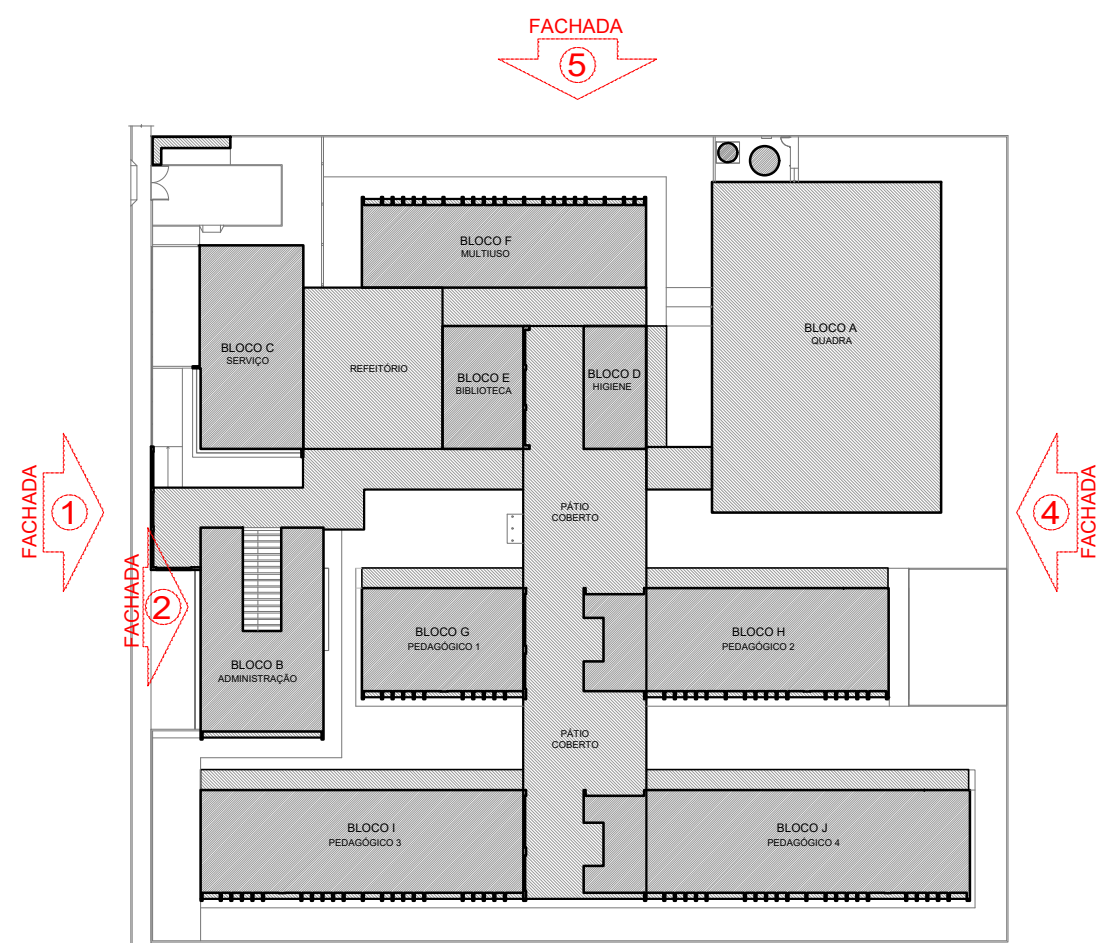 FACHADA
5
BLOCO F
MULTIUSO
BLOCO A
QUADRA
BLOCO C
SERVIÇO
REFEITÓRIO
BLOCO E
BIBLIOTECA
BLOCO D
HIGIENE
FACHADA
1
PÁTIO
COBERTO
4
FACHADA
FACHADA
2
BLOCO G
PEDAGÓGICO 1
BLOCO H
PEDAGÓGICO 2
BLOCO B
ADMINISTRAÇÃO
PÁTIO
COBERTO
BLOCO I
PEDAGÓGICO 3
BLOCO J
PEDAGÓGICO 4